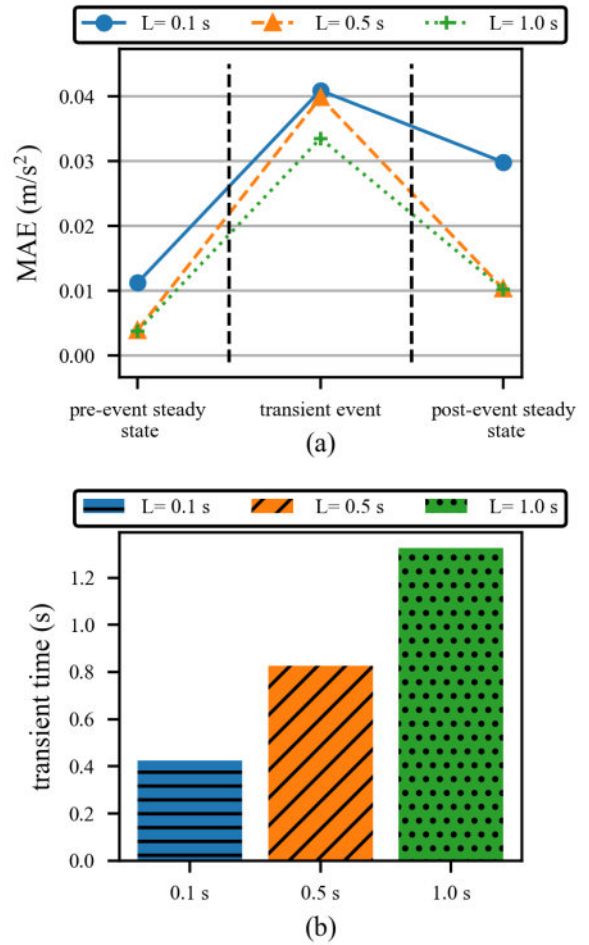 L= 0.1 s L= 0.5 s L= 1.0 s
0.04
0.03
0.02
0.01
0.00
MAE (m/s²)
pre-event steady state
transient event
post-event steady state
(a)
L= 0.1 s L= 0.5 s L= 1.0 s
1.2
1.0
0.8
0.6
0.4
0.2
0.0
transient time (s)
0.1 s 0.5 s 1.0 s
(b)